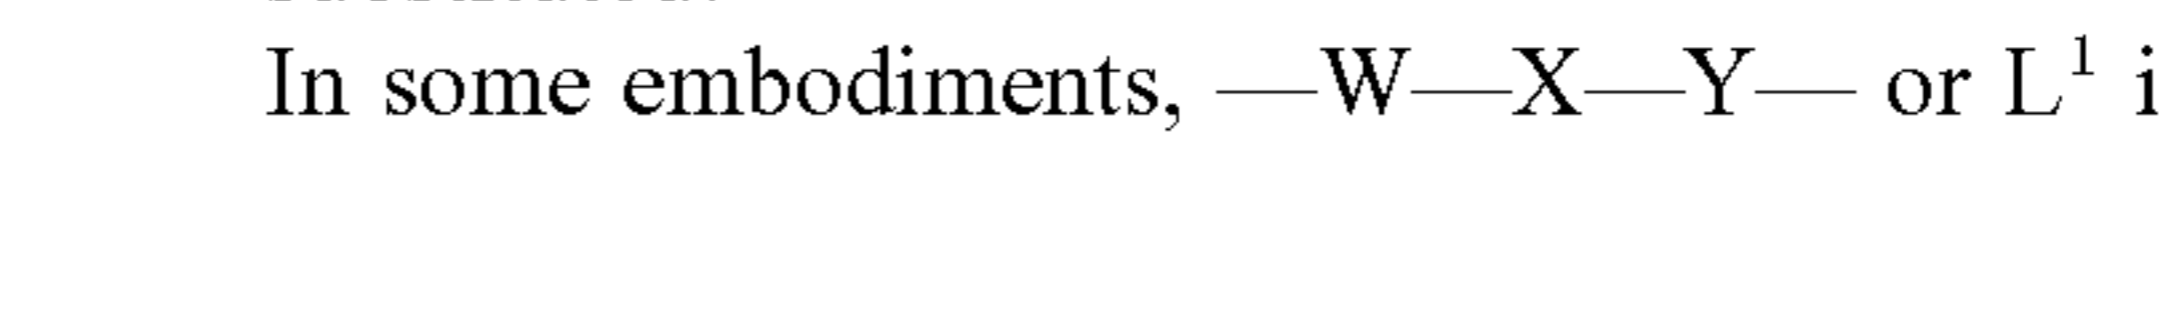 In some embodiments, —W—X—Y— or L¹ i